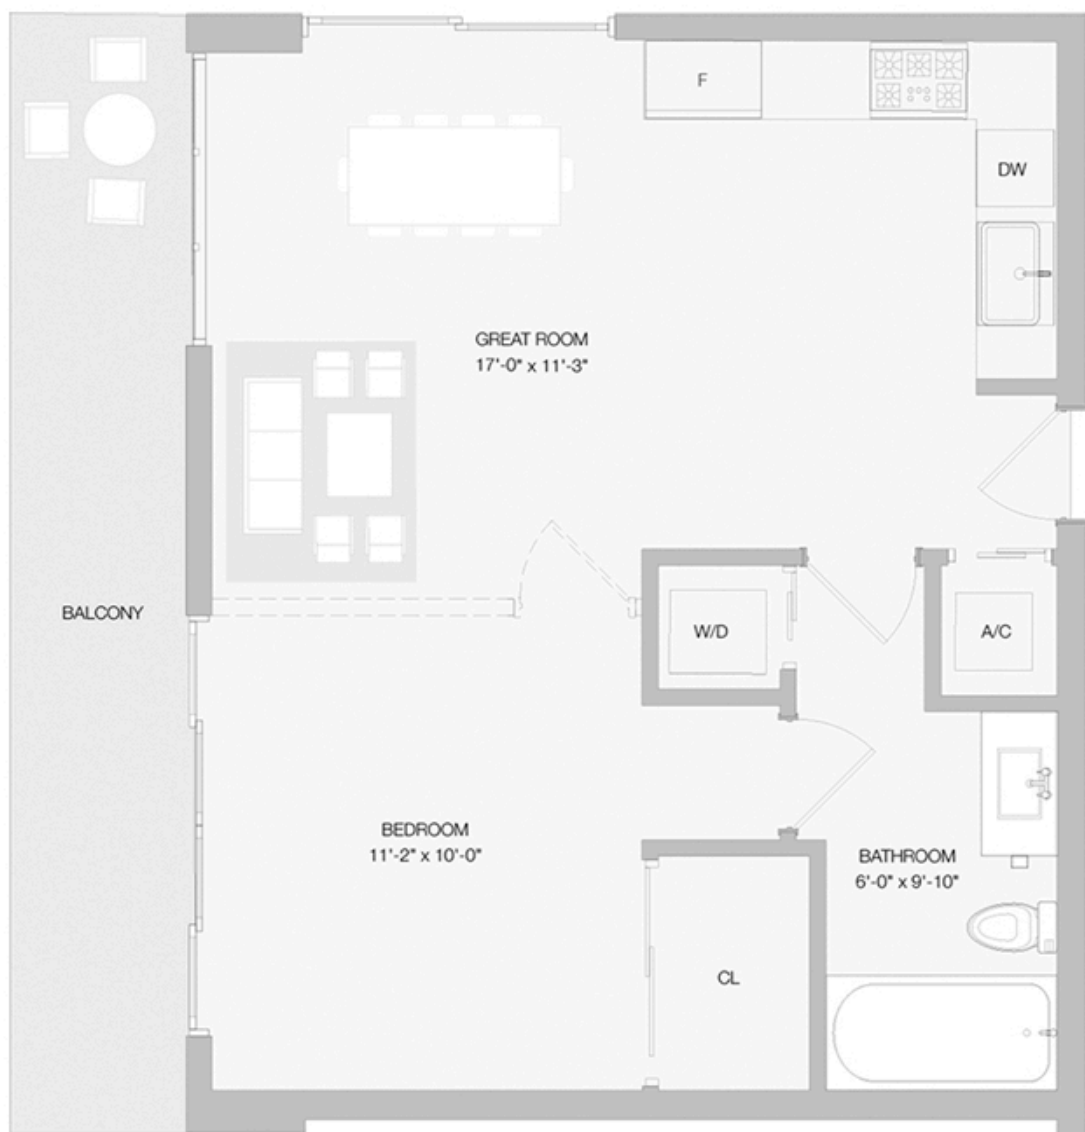 F
DW
GREAT ROOM
17'-0" x 11'-3"
BALCONY
W/D
A/C
BEDROOM
11'-2" x 10'-0"
BATHROOM
6'-0" x 9'-10"
CL